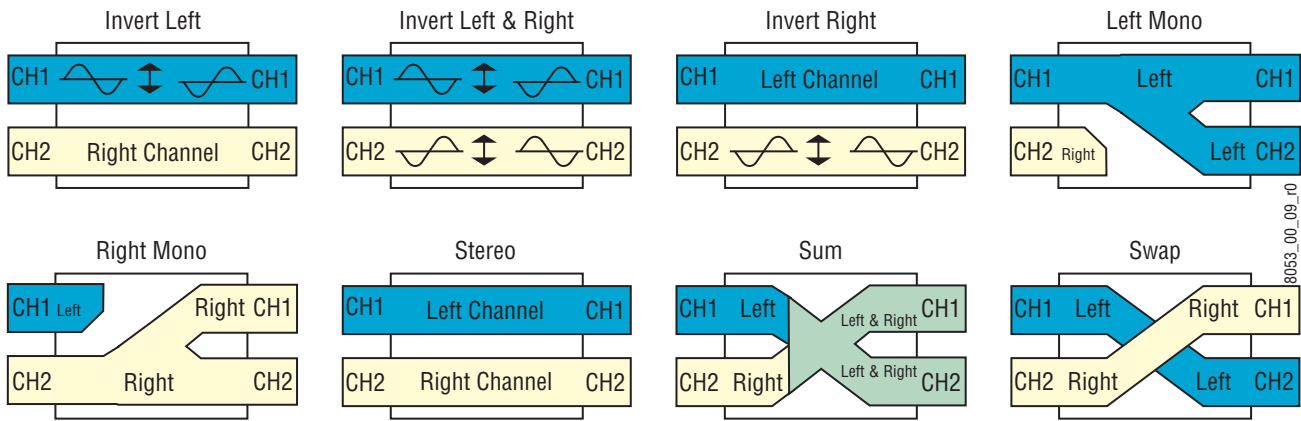 Invert Left
CH1 CH1
CH2 Right Channel CH2
Invert Left & Right
CH1 CH1
CH2 CH2
Invert Right
CH1 Left Channel CH1
CH2 CH2
Left Mono
CH1 Left CH1
CH2 Right Left CH2
8053_00_09_r0
Right Mono
CH1 Left Right CH1
CH2 Right CH2
Stereo
CH1 Left Channel CH1
CH2 Right Channel CH2
Sum
CH1 Left Left & Right CH1
CH2 Right Left & Right CH2
Swap
CH1 Left Right CH1
CH2 Right Left CH2